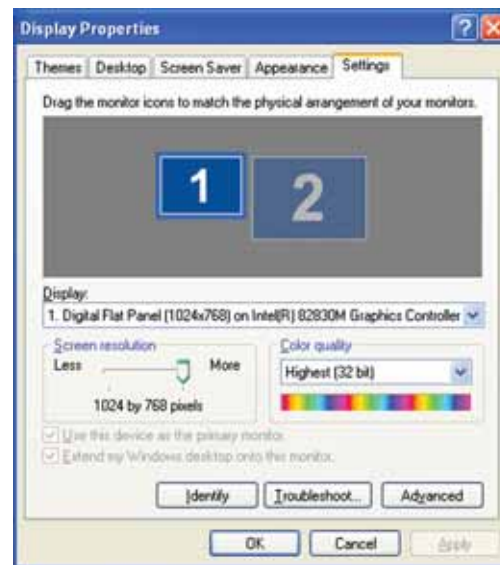 Display Properties
Themes Desktop Screen Saver Appearance Settings
Drag the monitor icons to match the physical arrangement of your monitors.
1 2
Display:
1. Digital Flat Panel (1024x768) on Intel(R) 82830M Graphics Controller
Screen resolution Color quality
Less More Highest (32 bit)
1024 by 768 pixels
Use this device as the primary monitor.
Extend my Windows desktop onto this monitor.
Identify Troubleshoot... Advanced
OK Cancel Apply